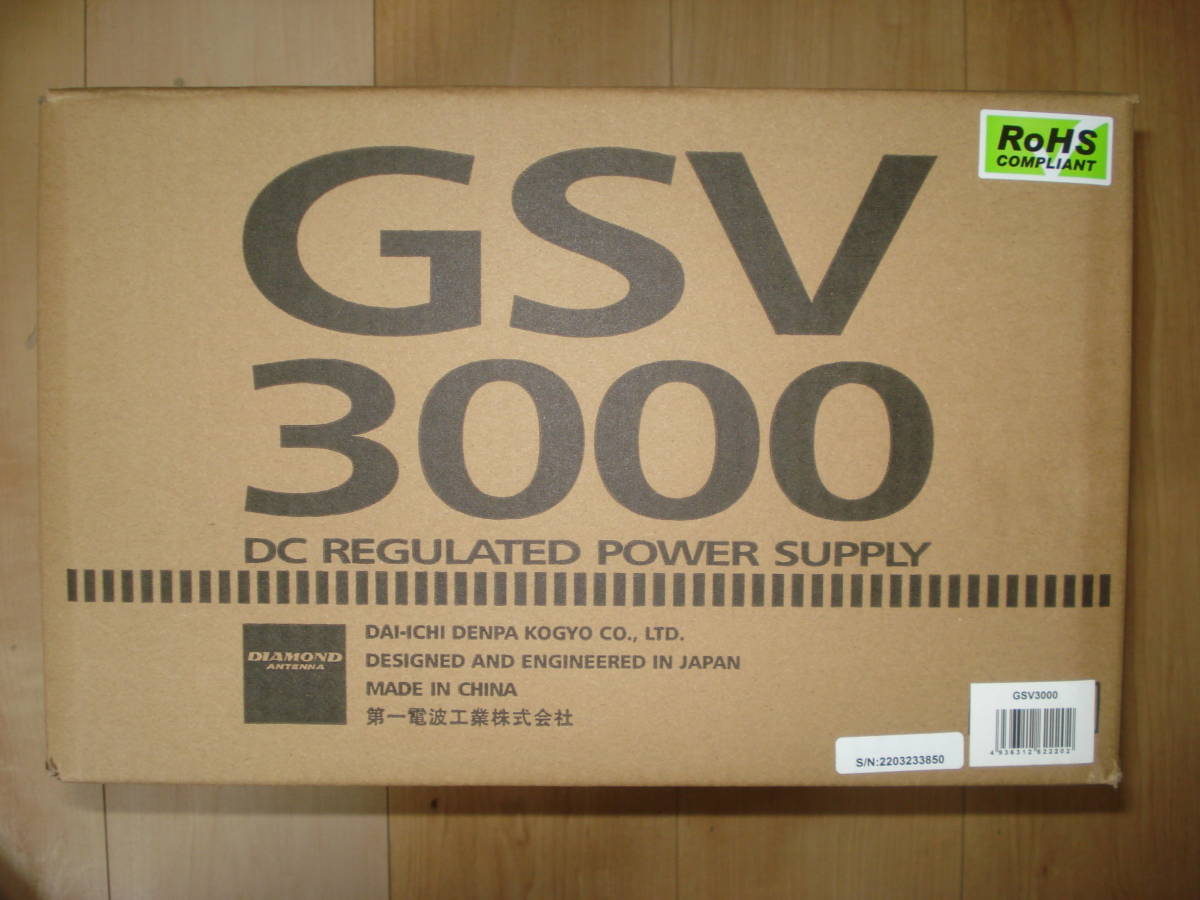 RoHS
COMPLIANT
GSV
3000
DC REGULATED POWER SUPPLY
DIAMOND
ANTENNA
DAI-ICHI DENPA KOGYO CO., LTD.
DESIGNED AND ENGINEERED IN JAPAN
MADE IN CHINA
第一電波工業株式会社
GSV3000
4936312622202
S/N:2203233850